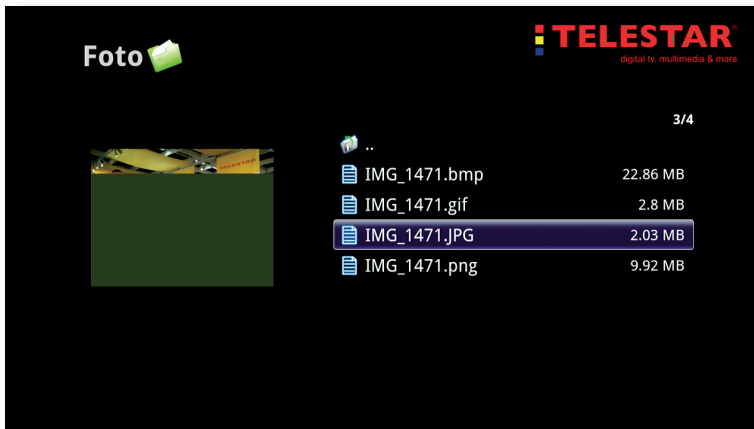 Foto
TELESTAR
digital tv, multimedia & more
3/4
..
IMG_1471.bmp 22.86 MB
IMG_1471.gif 2.8 MB
IMG_1471.JPG 2.03 MB
IMG_1471.png 9.92 MB
TELESTAR